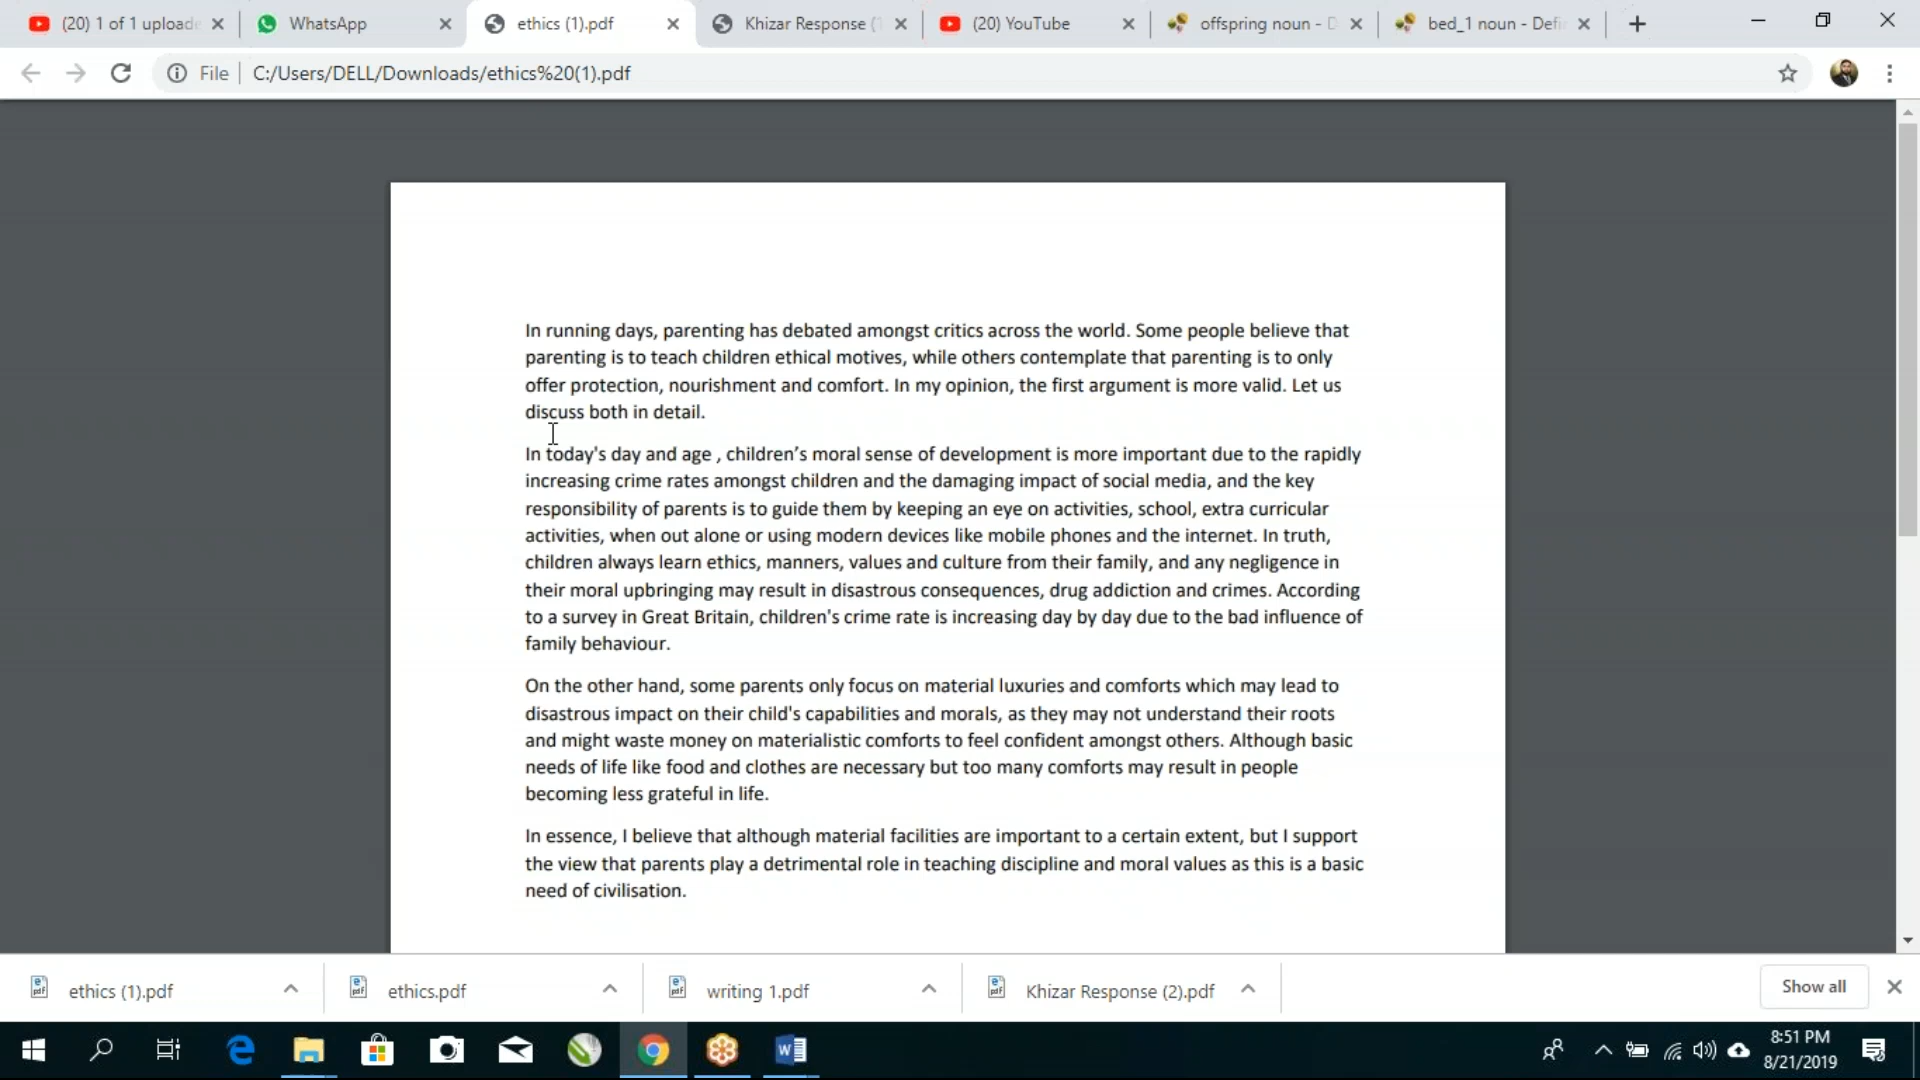 (20) 1 of 1 uploade
WhatsApp
ethics (1).pdf
Khizar Response (1
(20) YouTube
offspring noun - D
bed_1 noun - Defi
File
C:/Users/DELL/Downloads/ethics%20(1).pdf
In running days, parenting has debated amongst critics across the world. Some people believe that
parenting is to teach children ethical motives, while others contemplate that parenting is to only
offer protection, nourishment and comfort. In my opinion, the first argument is more valid. Let us
discuss both in detail.
In today's day and age , children’s moral sense of development is more important due to the rapidly
increasing crime rates amongst children and the damaging impact of social media, and the key
responsibility of parents is to guide them by keeping an eye on activities, school, extra curricular
activities, when out alone or using modern devices like mobile phones and the internet. In truth,
children always learn ethics, manners, values and culture from their family, and any negligence in
their moral upbringing may result in disastrous consequences, drug addiction and crimes. According
to a survey in Great Britain, children's crime rate is increasing day by day due to the bad influence of
family behaviour.
On the other hand, some parents only focus on material luxuries and comforts which may lead to
disastrous impact on their child's capabilities and morals, as they may not understand their roots
and might waste money on materialistic comforts to feel confident amongst others. Although basic
needs of life like food and clothes are necessary but too many comforts may result in people
becoming less grateful in life.
In essence, I believe that although material facilities are important to a certain extent, but I support
the view that parents play a detrimental role in teaching discipline and moral values as this is a basic
need of civilisation.
ethics (1).pdf
ethics.pdf
writing 1.pdf
Khizar Response (2).pdf
Show all
8:51 PM
8/21/2019